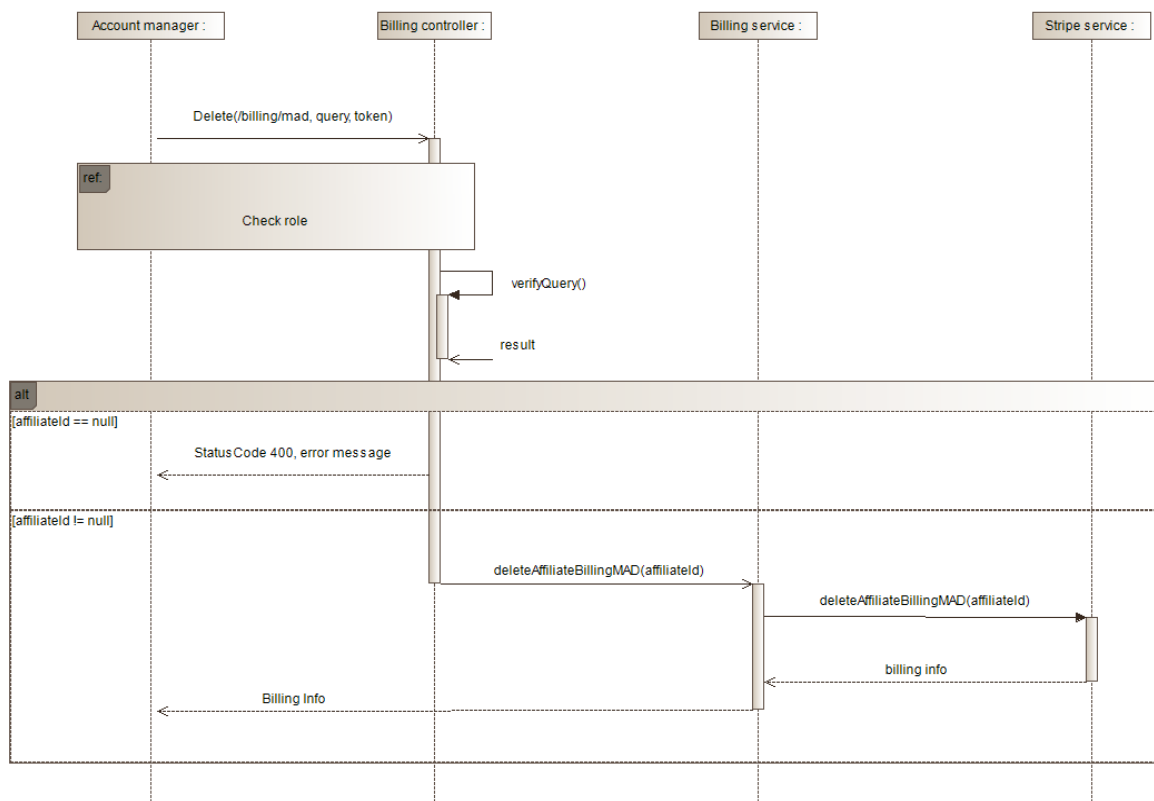 Account manager :
Billing controller :
Billing service :
Stripe service :
Delete(/billing/mad, query, token)
ref:
Check role
verifyQuery()
result
alt
[affiliateId == null]
StatusCode 400, error message
[affiliateId != null]
deleteAffiliateBillingMAD(affiliateId)
deleteAffiliateBillingMAD(affiliateId)
billing info
Billing Info